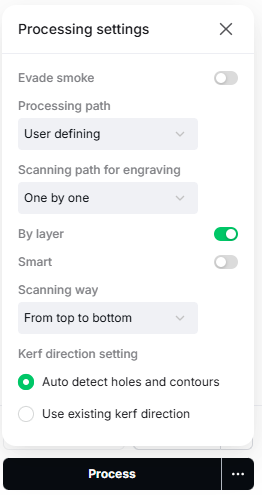 Processing settings
Evade smoke
Processing path
User defining
Scanning path for engraving
One by one
By layer
Smart
Scanning way
From top to bottom
Kerf direction setting
Auto detect holes and contours
Use existing kerf direction
Process